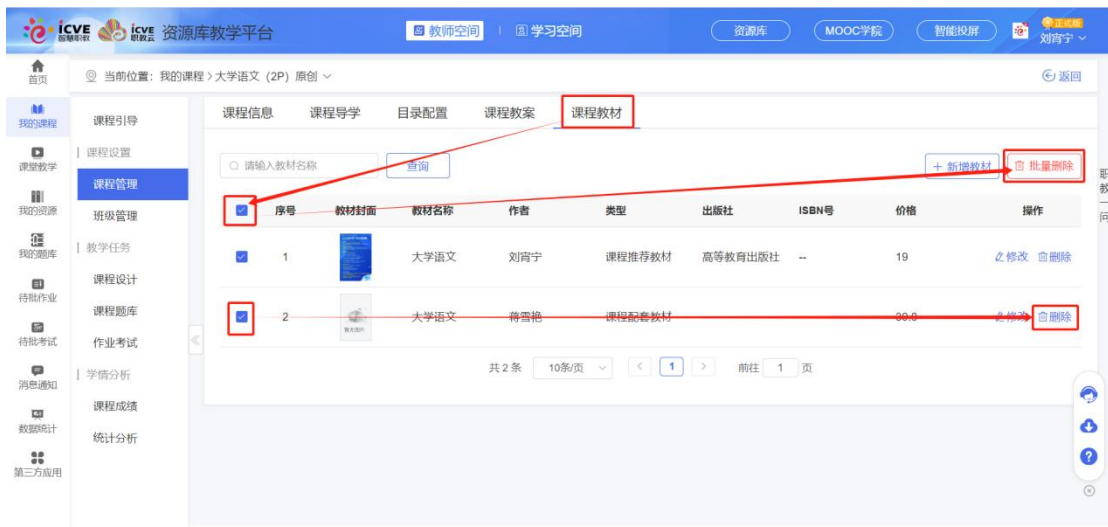 icve 智慧职教 icve 职教云 资源库教学平台 教师空间 学习空间 资源库 MOOC学院 智能投屏 正式版 刘宵宁
首页
当前位置：我的课程 > 大学语文（2P）原创 返回
我的课程
课堂教学
我的资源
我的题库
待批作业
待批考试
消息通知
数据统计
第三方应用
课程引导
课程设置
课程管理
班级管理
教学任务
课程设计
课程题库
作业考试
学情分析
课程成绩
统计分析
课程信息 课程导学 目录配置 课程教案 课程教材
请输入教材名称 查询 + 新增教材 批量删除
序号 教材封面 教材名称 作者 类型 出版社 ISBN号 价格 操作
1 大学语文 刘宵宁 课程推荐教材 高等教育出版社 -- 19 修改 删除
2 暂无图片 大学语文 蒋雪艳 课程配套教材 39.8 修改 删除
共 2 条 10条/页 < 1 > 前往 1 页
职教一问